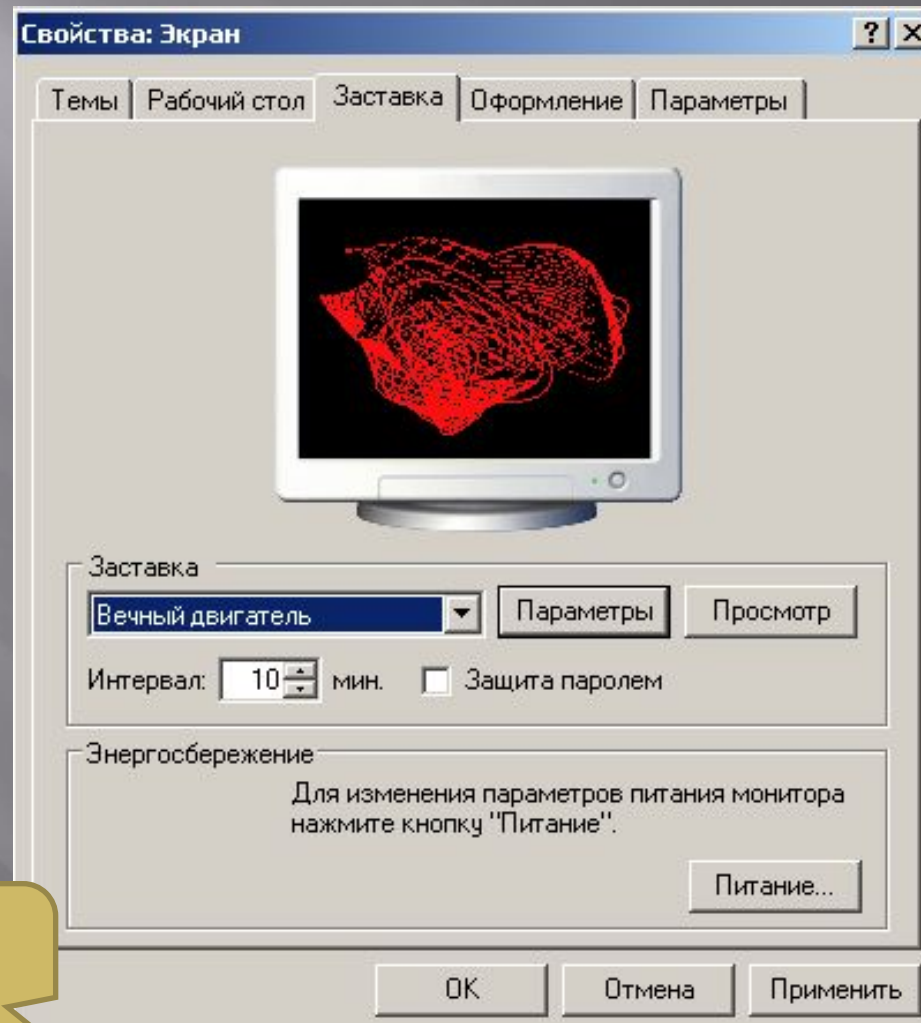 Свойства: Экран
Темы Рабочий стол Заставка Оформление Параметры
Заставка
Вечный двигатель Параметры Просмотр
Интервал: 10 мин. Защита паролем
Энергосбережение
Для изменения параметров питания монитора
нажмите кнопку "Питание".
Питание...
OK Отмена Применить